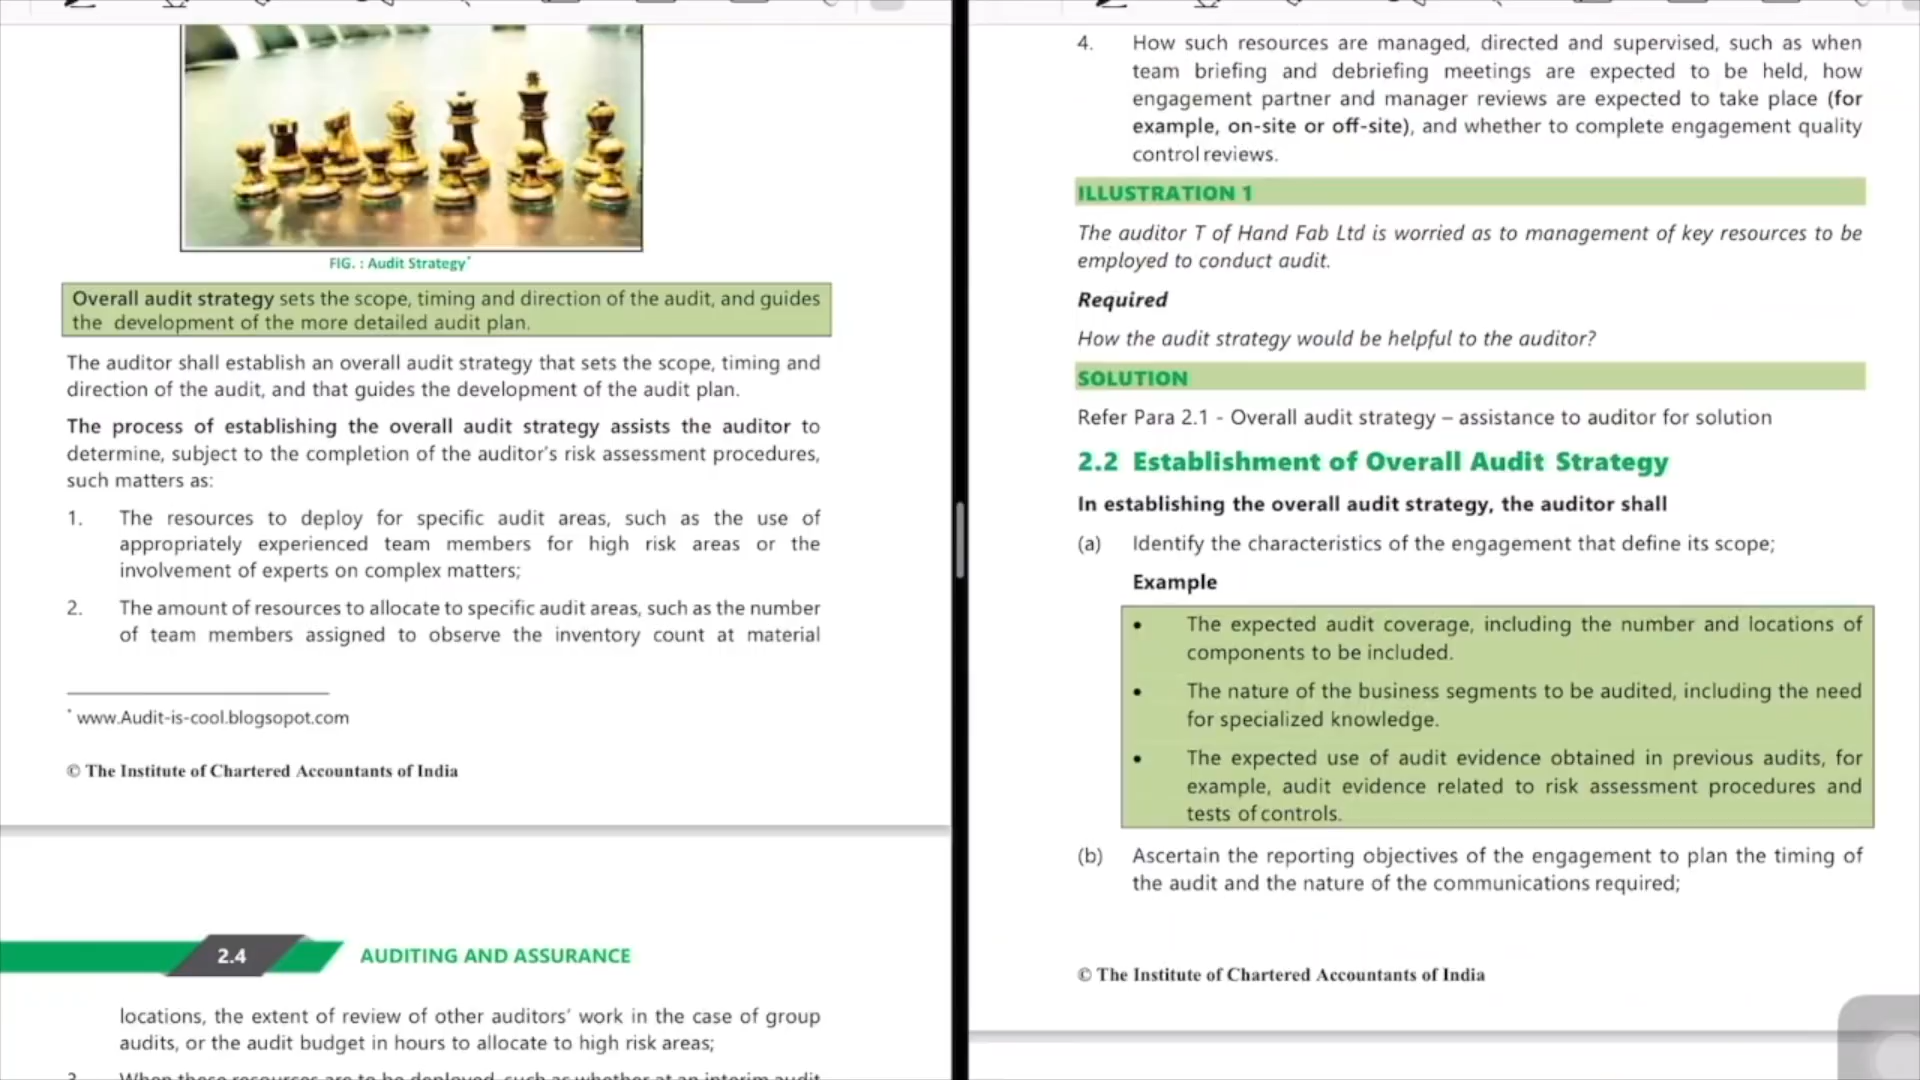 FIG. : Audit Strategy*
Overall audit strategy sets the scope, timing and direction of the audit, and guides
the development of the more detailed audit plan.
The auditor shall establish an overall audit strategy that sets the scope, timing and
direction of the audit, and that guides the development of the audit plan.
The process of establishing the overall audit strategy assists the auditor to
determine, subject to the completion of the auditor's risk assessment procedures,
such matters as:
1. The resources to deploy for specific audit areas, such as the use of
appropriately experienced team members for high risk areas or the
involvement of experts on complex matters;
2. The amount of resources to allocate to specific audit areas, such as the number
of team members assigned to observe the inventory count at material
* www.Audit-is-cool.blogsopot.com
© The Institute of Chartered Accountants of India
2.4 AUDITING AND ASSURANCE
locations, the extent of review of other auditors' work in the case of group
audits, or the audit budget in hours to allocate to high risk areas;
3. When these resources are to be deployed, such as whether at an interim audit
4. How such resources are managed, directed and supervised, such as when
team briefing and debriefing meetings are expected to be held, how
engagement partner and manager reviews are expected to take place (for
example, on-site or off-site), and whether to complete engagement quality
control reviews.
ILLUSTRATION 1
The auditor T of Hand Fab Ltd is worried as to management of key resources to be
employed to conduct audit.
Required
How the audit strategy would be helpful to the auditor?
SOLUTION
Refer Para 2.1 - Overall audit strategy – assistance to auditor for solution
2.2 Establishment of Overall Audit Strategy
In establishing the overall audit strategy, the auditor shall
(a) Identify the characteristics of the engagement that define its scope;
Example
• The expected audit coverage, including the number and locations of
components to be included.
• The nature of the business segments to be audited, including the need
for specialized knowledge.
• The expected use of audit evidence obtained in previous audits, for
example, audit evidence related to risk assessment procedures and
tests of controls.
(b) Ascertain the reporting objectives of the engagement to plan the timing of
the audit and the nature of the communications required;
© The Institute of Chartered Accountants of India